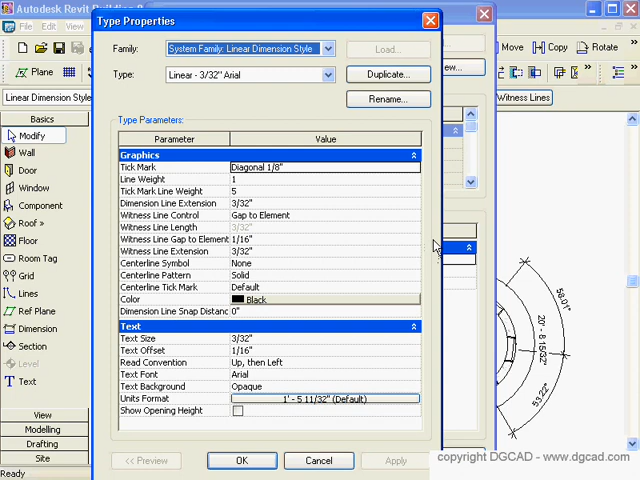 Autodesk Revit Building 8
File
Type Properties
Family:
System Family: Linear Dimension Style
Load...
Type:
Linear - 3/32" Arial
Duplicate...
Rename...
Type Parameters:
Parameter
Value
Graphics
Tick Mark
Diagonal 1/8"
Line Weight
1
Tick Mark Line Weight
5
Dimension Line Extension
3/32"
Witness Line Control
Gap to Element
Witness Line Length
3/32"
Witness Line Gap to Element
1/16"
Witness Line Extension
3/32"
Centerline Symbol
None
Centerline Pattern
Solid
Centerline Tick Mark
Default
Color
Black
Dimension Line Snap Distanc
0"
Text
Text Size
3/32"
Text Offset
1/16"
Read Convention
Up, then Left
Text Font
Arial
Text Background
Opaque
Units Format
1' - 5 11/32" (Default)
Show Opening Height
<< Preview
OK
Cancel
Apply
Plane
Linear Dimension Style
Basics
Modify
Wall
Door
Window
Component
Roof »
Floor
Room Tag
Grid
Lines
Ref Plane
Dimension
Section
Level
Text
View
Modelling
Drafting
Site
Ready
Move
Copy
Rotate
ew...
Witness Lines
58.01°
20' - 8 15/32"
53.22°
copyright DGCAD - www.dgcad.com